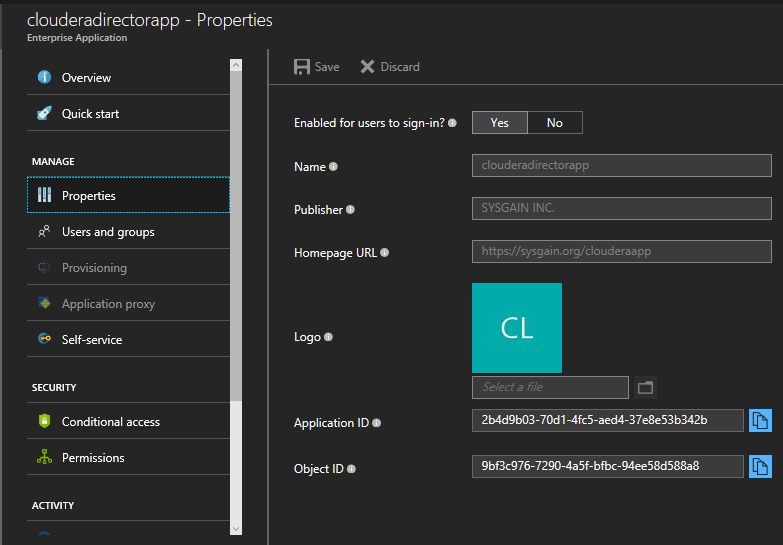 clouderadirectorapp - Properties
Enterprise Application
Overview
Quick start
MANAGE
Properties
Users and groups
Provisioning
Application proxy
Self-service
SECURITY
Conditional access
Permissions
ACTIVITY
Save Discard
Enabled for users to sign-in? Yes No
Name clouderadirectorapp
Publisher SYSGAIN INC.
Homepage URL https://sysgain.org/clouderaapp
Logo CL
Select a file
Application ID 2b4d9b03-70d1-4fc5-aed4-37e8e53b342b
Object ID 9bf3c976-7290-4a5f-bfbc-94ee58d588a8